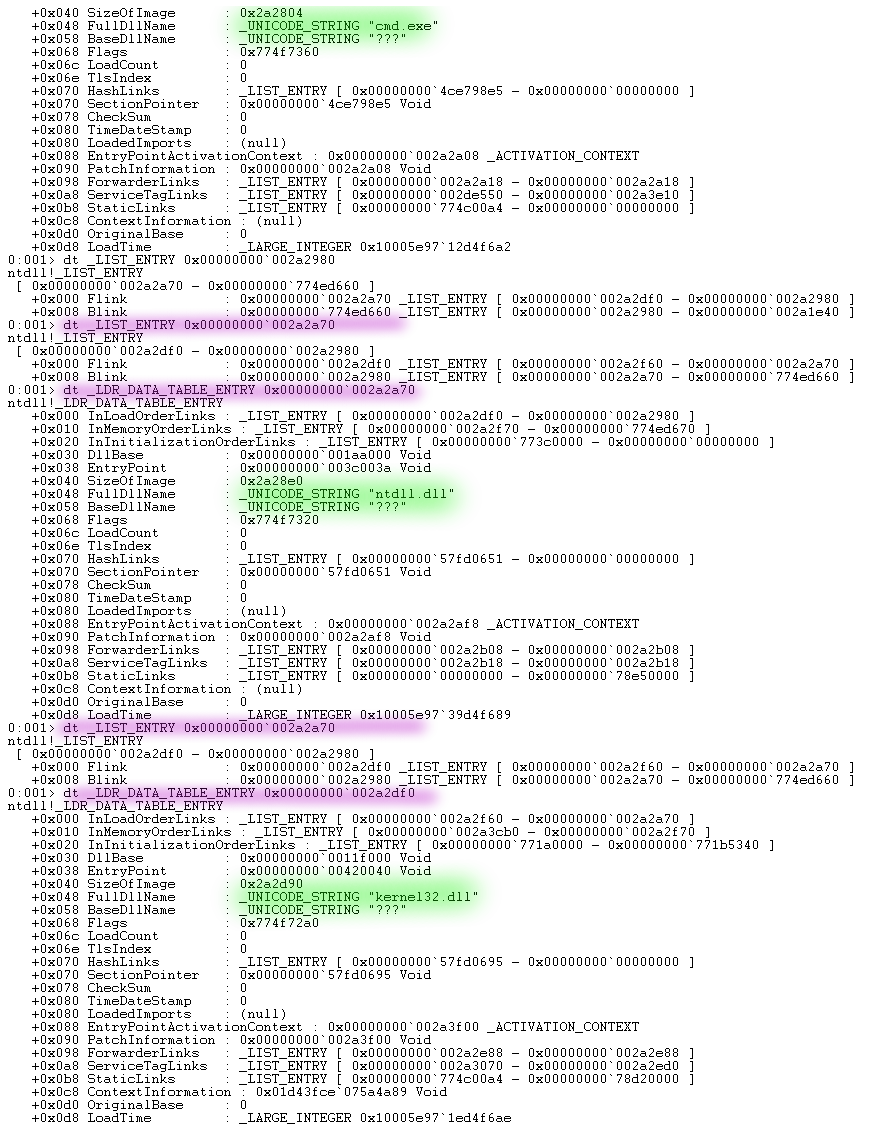 +0x040 SizeOfImage      : 0x2a2804
+0x048 FullDllName      : _UNICODE_STRING "cmd.exe"
+0x058 BaseDllName      : _UNICODE_STRING "???"
+0x068 Flags            : 0x774f7360
+0x06c LoadCount        : 0
+0x06e TlsIndex         : 0
+0x070 HashLinks        : _LIST_ENTRY [ 0x00000000`4ce798e5 - 0x00000000`00000000 ]
+0x070 SectionPointer   : 0x00000000`4ce798e5 Void
+0x078 CheckSum         : 0
+0x080 TimeDateStamp    : 0
+0x080 LoadedImports    : (null)
+0x088 EntryPointActivationContext : 0x00000000`002a2a08 _ACTIVATION_CONTEXT
+0x090 PatchInformation : 0x00000000`002a2a08 Void
+0x098 ForwarderLinks   : _LIST_ENTRY [ 0x00000000`002a2a18 - 0x00000000`002a2a18 ]
+0x0a8 ServiceTagLinks  : _LIST_ENTRY [ 0x00000000`002de550 - 0x00000000`002a3e10 ]
+0x0b8 StaticLinks      : _LIST_ENTRY [ 0x00000000`774c00a4 - 0x00000000`00000000 ]
+0x0c8 ContextInformation : (null)
+0x0d0 OriginalBase     : 0
+0x0d8 LoadTime         : _LARGE_INTEGER 0x10005e97`12d4f6a2
0:001> dt _LIST_ENTRY 0x00000000`002a2980
ntdll!_LIST_ENTRY
[ 0x00000000`002a2a70 - 0x00000000`774ed660 ]
+0x000 Flink            : 0x00000000`002a2a70 _LIST_ENTRY [ 0x00000000`002a2df0 - 0x00000000`002a2980 ]
+0x008 Blink            : 0x00000000`774ed660 _LIST_ENTRY [ 0x00000000`002a2980 - 0x00000000`002a1e40 ]
0:001> dt _LIST_ENTRY 0x00000000`002a2a70
ntdll!_LIST_ENTRY
[ 0x00000000`002a2df0 - 0x00000000`002a2980 ]
+0x000 Flink            : 0x00000000`002a2df0 _LIST_ENTRY [ 0x00000000`002a2f60 - 0x00000000`002a2a70 ]
+0x008 Blink            : 0x00000000`002a2980 _LIST_ENTRY [ 0x00000000`002a2a70 - 0x00000000`774ed660 ]
0:001> dt _LDR_DATA_TABLE_ENTRY 0x00000000`002a2a70
ntdll!_LDR_DATA_TABLE_ENTRY
+0x000 InLoadOrderLinks : _LIST_ENTRY [ 0x00000000`002a2df0 - 0x00000000`002a2980 ]
+0x010 InMemoryOrderLinks : _LIST_ENTRY [ 0x00000000`002a2f70 - 0x00000000`774ed670 ]
+0x020 InInitializationOrderLinks : _LIST_ENTRY [ 0x00000000`773c0000 - 0x00000000`00000000 ]
+0x030 DllBase          : 0x00000000`001aa000 Void
+0x038 EntryPoint       : 0x00000000`003c003a Void
+0x040 SizeOfImage      : 0x2a28e0
+0x048 FullDllName      : _UNICODE_STRING "ntdll.dll"
+0x058 BaseDllName      : _UNICODE_STRING "???"
+0x068 Flags            : 0x774f7320
+0x06c LoadCount        : 0
+0x06e TlsIndex         : 0
+0x070 HashLinks        : _LIST_ENTRY [ 0x00000000`57fd0651 - 0x00000000`00000000 ]
+0x070 SectionPointer   : 0x00000000`57fd0651 Void
+0x078 CheckSum         : 0
+0x080 TimeDateStamp    : 0
+0x080 LoadedImports    : (null)
+0x088 EntryPointActivationContext : 0x00000000`002a2af8 _ACTIVATION_CONTEXT
+0x090 PatchInformation : 0x00000000`002a2af8 Void
+0x098 ForwarderLinks   : _LIST_ENTRY [ 0x00000000`002a2b08 - 0x00000000`002a2b08 ]
+0x0a8 ServiceTagLinks  : _LIST_ENTRY [ 0x00000000`002a2b18 - 0x00000000`002a2b18 ]
+0x0b8 StaticLinks      : _LIST_ENTRY [ 0x00000000`00000000 - 0x00000000`78e50000 ]
+0x0c8 ContextInformation : (null)
+0x0d0 OriginalBase     : 0
+0x0d8 LoadTime         : _LARGE_INTEGER 0x10005e97`39d4f689
0:001> dt _LIST_ENTRY 0x00000000`002a2a70
ntdll!_LIST_ENTRY
[ 0x00000000`002a2df0 - 0x00000000`002a2980 ]
+0x000 Flink            : 0x00000000`002a2df0 _LIST_ENTRY [ 0x00000000`002a2f60 - 0x00000000`002a2a70 ]
+0x008 Blink            : 0x00000000`002a2980 _LIST_ENTRY [ 0x00000000`002a2a70 - 0x00000000`774ed660 ]
0:001> dt _LDR_DATA_TABLE_ENTRY 0x00000000`002a2df0
ntdll!_LDR_DATA_TABLE_ENTRY
+0x000 InLoadOrderLinks : _LIST_ENTRY [ 0x00000000`002a2f60 - 0x00000000`002a2a70 ]
+0x010 InMemoryOrderLinks : _LIST_ENTRY [ 0x00000000`002a3cb0 - 0x00000000`002a2f70 ]
+0x020 InInitializationOrderLinks : _LIST_ENTRY [ 0x00000000`771a0000 - 0x00000000`771b5340 ]
+0x030 DllBase          : 0x00000000`0011f000 Void
+0x038 EntryPoint       : 0x00000000`00420040 Void
+0x040 SizeOfImage      : 0x2a2d90
+0x048 FullDllName      : _UNICODE_STRING "kernel32.dll"
+0x058 BaseDllName      : _UNICODE_STRING "???"
+0x068 Flags            : 0x774f72a0
+0x06c LoadCount        : 0
+0x06e TlsIndex         : 0
+0x070 HashLinks        : _LIST_ENTRY [ 0x00000000`57fd0695 - 0x00000000`00000000 ]
+0x070 SectionPointer   : 0x00000000`57fd0695 Void
+0x078 CheckSum         : 0
+0x080 TimeDateStamp    : 0
+0x080 LoadedImports    : (null)
+0x088 EntryPointActivationContext : 0x00000000`002a3f00 _ACTIVATION_CONTEXT
+0x090 PatchInformation : 0x00000000`002a3f00 Void
+0x098 ForwarderLinks   : _LIST_ENTRY [ 0x00000000`002a2e88 - 0x00000000`002a2e88 ]
+0x0a8 ServiceTagLinks  : _LIST_ENTRY [ 0x00000000`002a3070 - 0x00000000`002a2ed0 ]
+0x0b8 StaticLinks      : _LIST_ENTRY [ 0x00000000`774c00a4 - 0x00000000`78d20000 ]
+0x0c8 ContextInformation : 0x01d43fce`075a4a89 Void
+0x0d0 OriginalBase     : 0
+0x0d8 LoadTime         : _LARGE_INTEGER 0x10005e97`1ed4f6ae